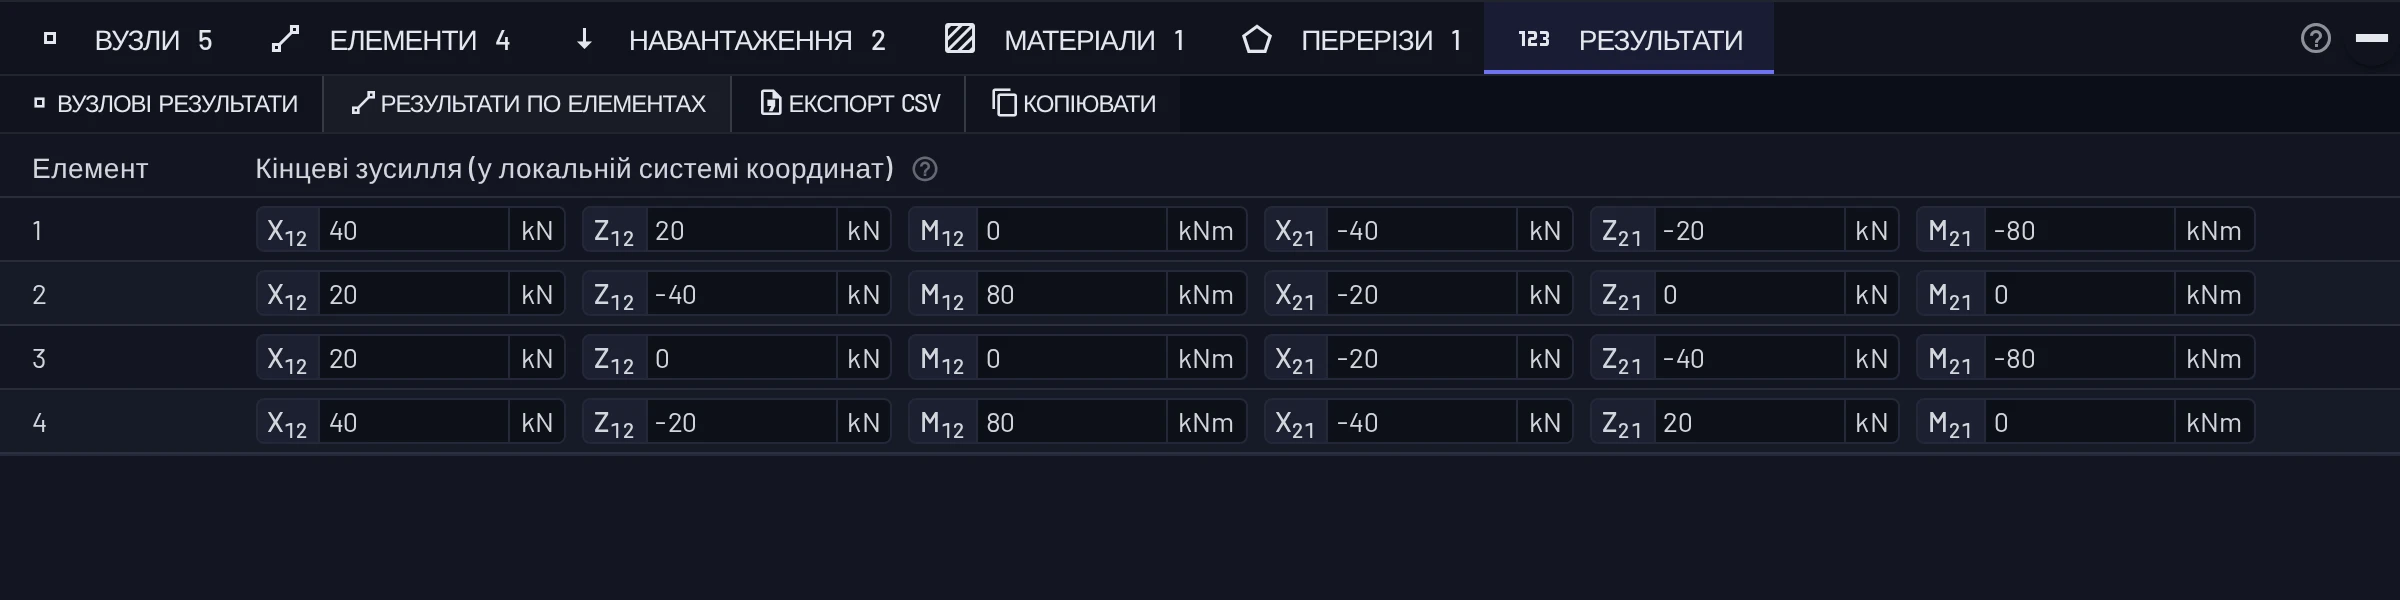 ВУЗЛИ 5 ЕЛЕМЕНТИ 4 НАВАНТАЖЕННЯ 2 МАТЕРІАЛИ 1 ПЕРЕРІЗИ 1 123 РЕЗУЛЬТАТИ ?
ВУЗЛОВІ РЕЗУЛЬТАТИ РЕЗУЛЬТАТИ ПО ЕЛЕМЕНТАХ ЕКСПОРТ CSV КОПІЮВАТИ
Елемент Кінцеві зусилля (у локальній системі координат) ?
1 X12 40 kN Z12 20 kN M12 0 kNm X21 -40 kN Z21 -20 kN M21 -80 kNm
2 X12 20 kN Z12 -40 kN M12 80 kNm X21 -20 kN Z21 0 kN M21 0 kNm
3 X12 20 kN Z12 0 kN M12 0 kNm X21 -20 kN Z21 -40 kN M21 -80 kNm
4 X12 40 kN Z12 -20 kN M12 80 kNm X21 -40 kN Z21 20 kN M21 0 kNm